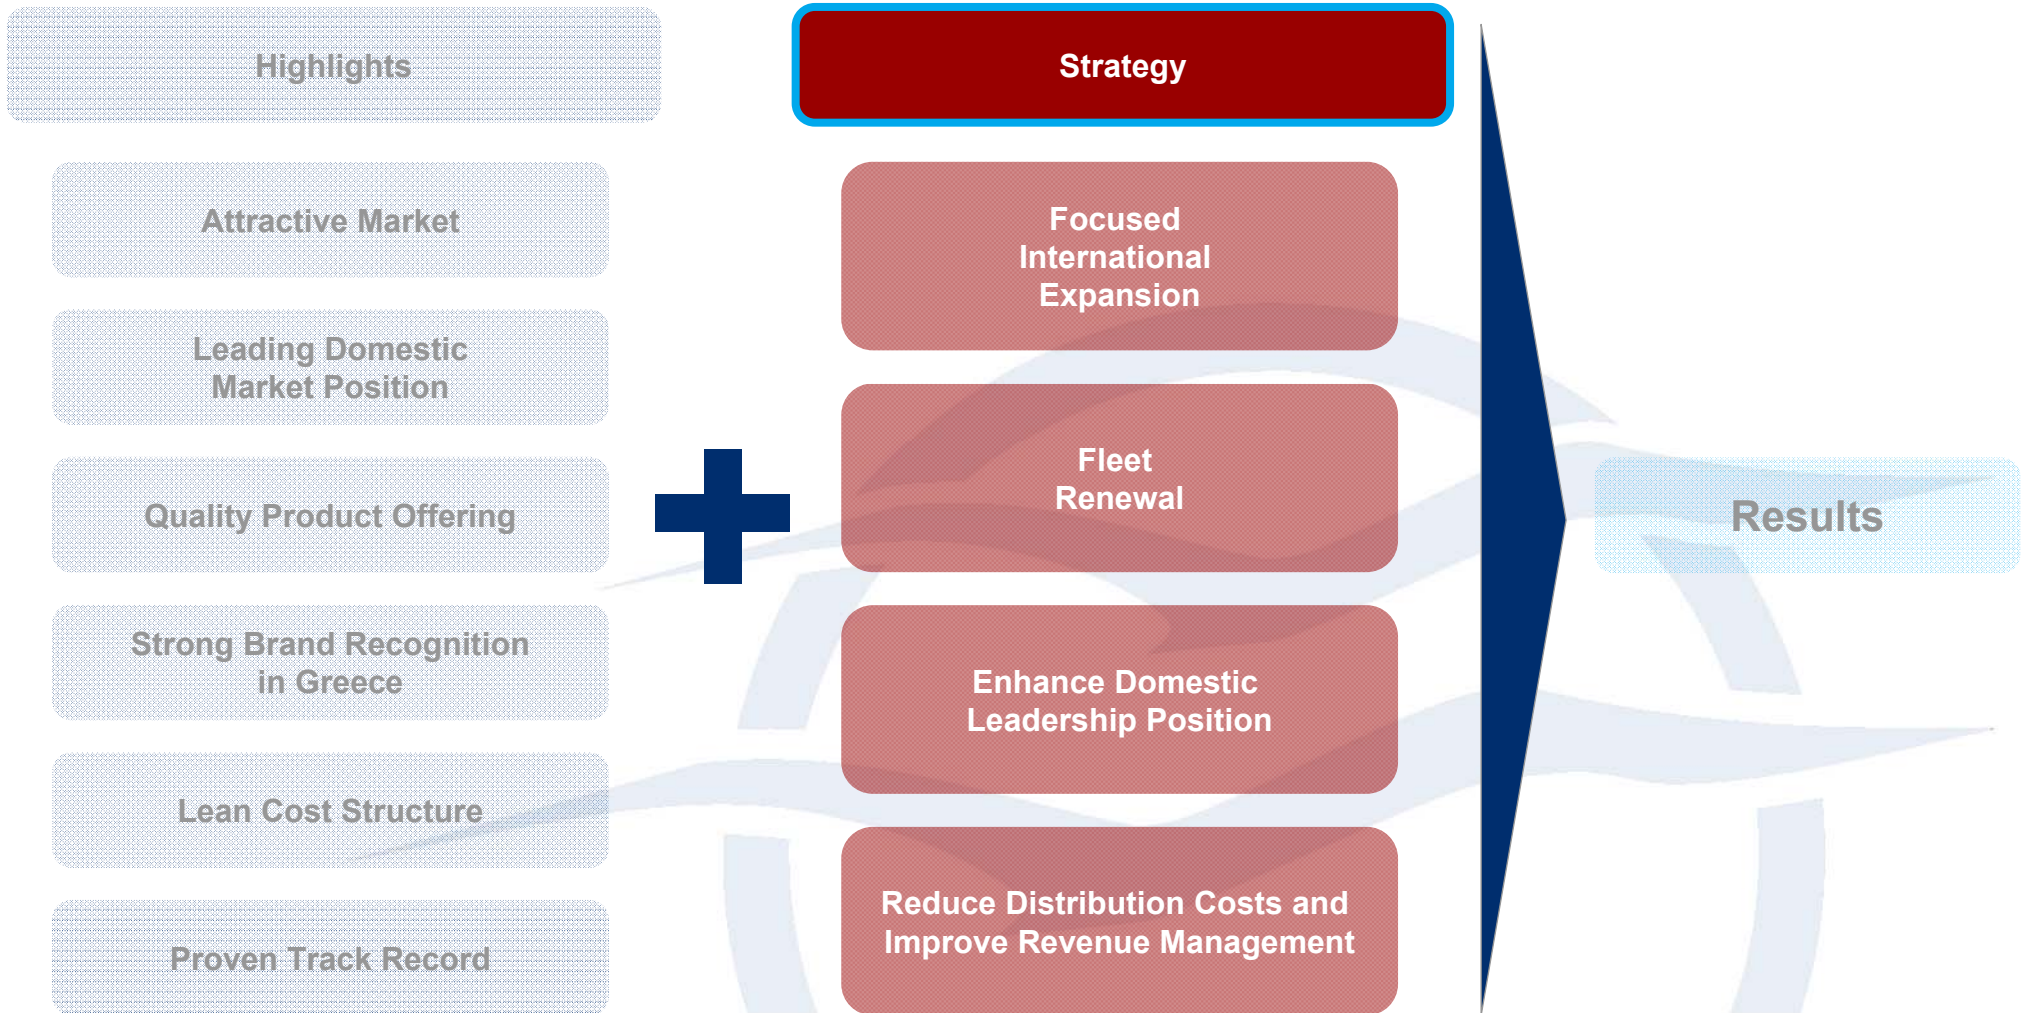 Highlights
Attractive Market
Leading Domestic
Market Position
Quality Product Offering
Strong Brand Recognition
in Greece
Lean Cost Structure
Proven Track Record
Strategy
Focused
International
Expansion
Fleet
Renewal
Enhance Domestic
Leadership Position
Reduce Distribution Costs and
Improve Revenue Management
Results